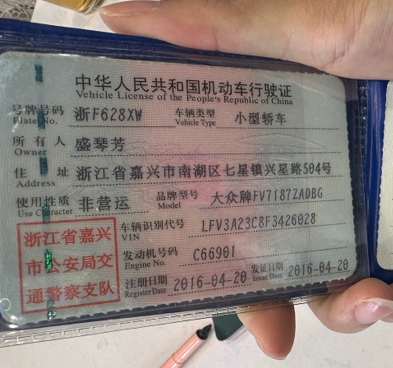 中华人民共和国机动车行驶证
Vehicle License of the People's Republic of China
号牌号码 浙F628XW 车辆类型 小型轿车
Plate No. Vehicle Type
所有人 盛琴芳
Owner
住址 浙江省嘉兴市南湖区七星镇兴星路504号
Address
使用性质 非营运 品牌型号 大众牌FV7187ZADBG
Use Character Model
车辆识别代号 LFV3A23C8F3426028
VIN
浙江省嘉兴
市公安局交
通警察支队
发动机号码 C66901
Engine No.
注册日期 2016-04-20 发证日期 2016-04-20
Register Date Issue Date